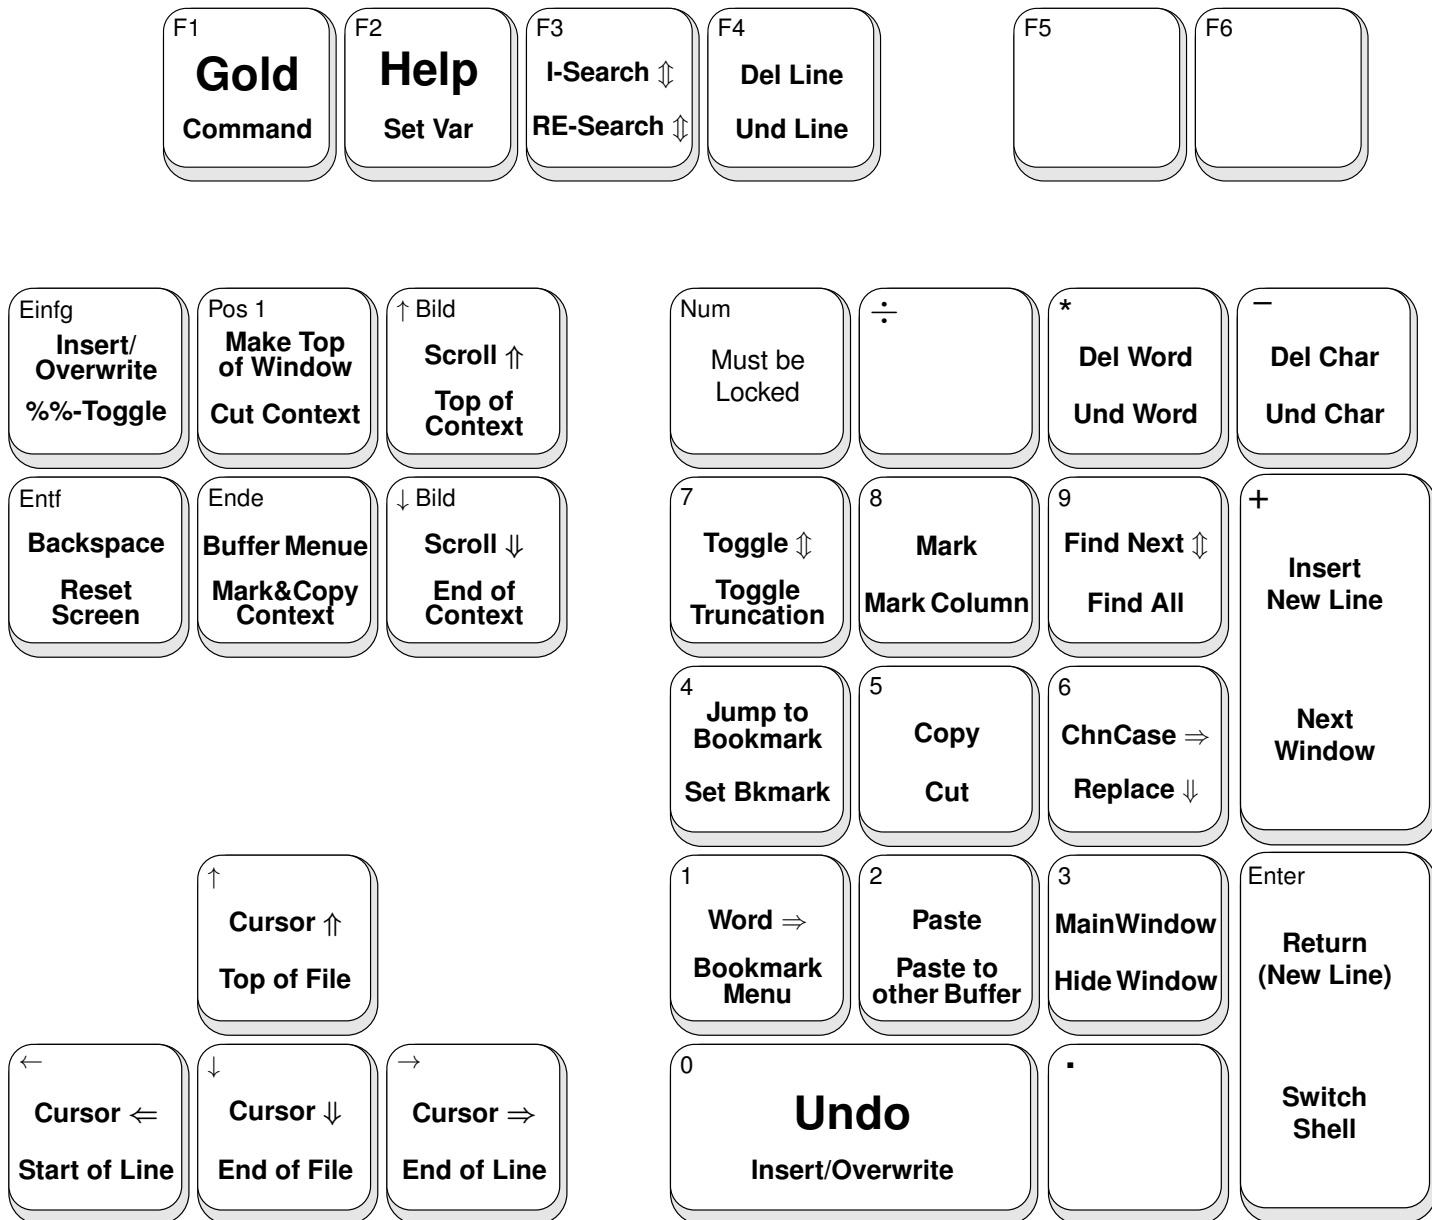 F1
Gold
Command
F2
Help
Set Var
F3
I-Search ⇕
RE-Search ⇕
F4
Del Line
Und Line
F5
F6
Einfg
Insert/
Overwrite
%%-Toggle
Pos 1
Make Top
of Window
Cut Context
↑ Bild
Scroll ⇑
Top of
Context
Num
Must be
Locked
÷
*
Del Word
Und Word
−
Del Char
Und Char
Entf
Backspace
Reset
Screen
Ende
Buffer Menue
Mark&Copy
Context
↓ Bild
Scroll ⇓
End of
Context
7
Toggle ⇕
Toggle
Truncation
8
Mark
Mark Column
9
Find Next ⇕
Find All
+
Insert
New Line
Next
Window
4
Jump to
Bookmark
Set Bkmark
5
Copy
Cut
6
ChnCase ⇒
Replace ⇓
↑
Cursor ⇑
Top of File
1
Word ⇒
Bookmark
Menu
2
Paste
Paste to
other Buffer
3
MainWindow
Hide Window
Enter
Return
(New Line)
Switch
Shell
←
Cursor ⇐
Start of Line
↓
Cursor ⇓
End of File
→
Cursor ⇒
End of Line
0
Undo
Insert/Overwrite
.